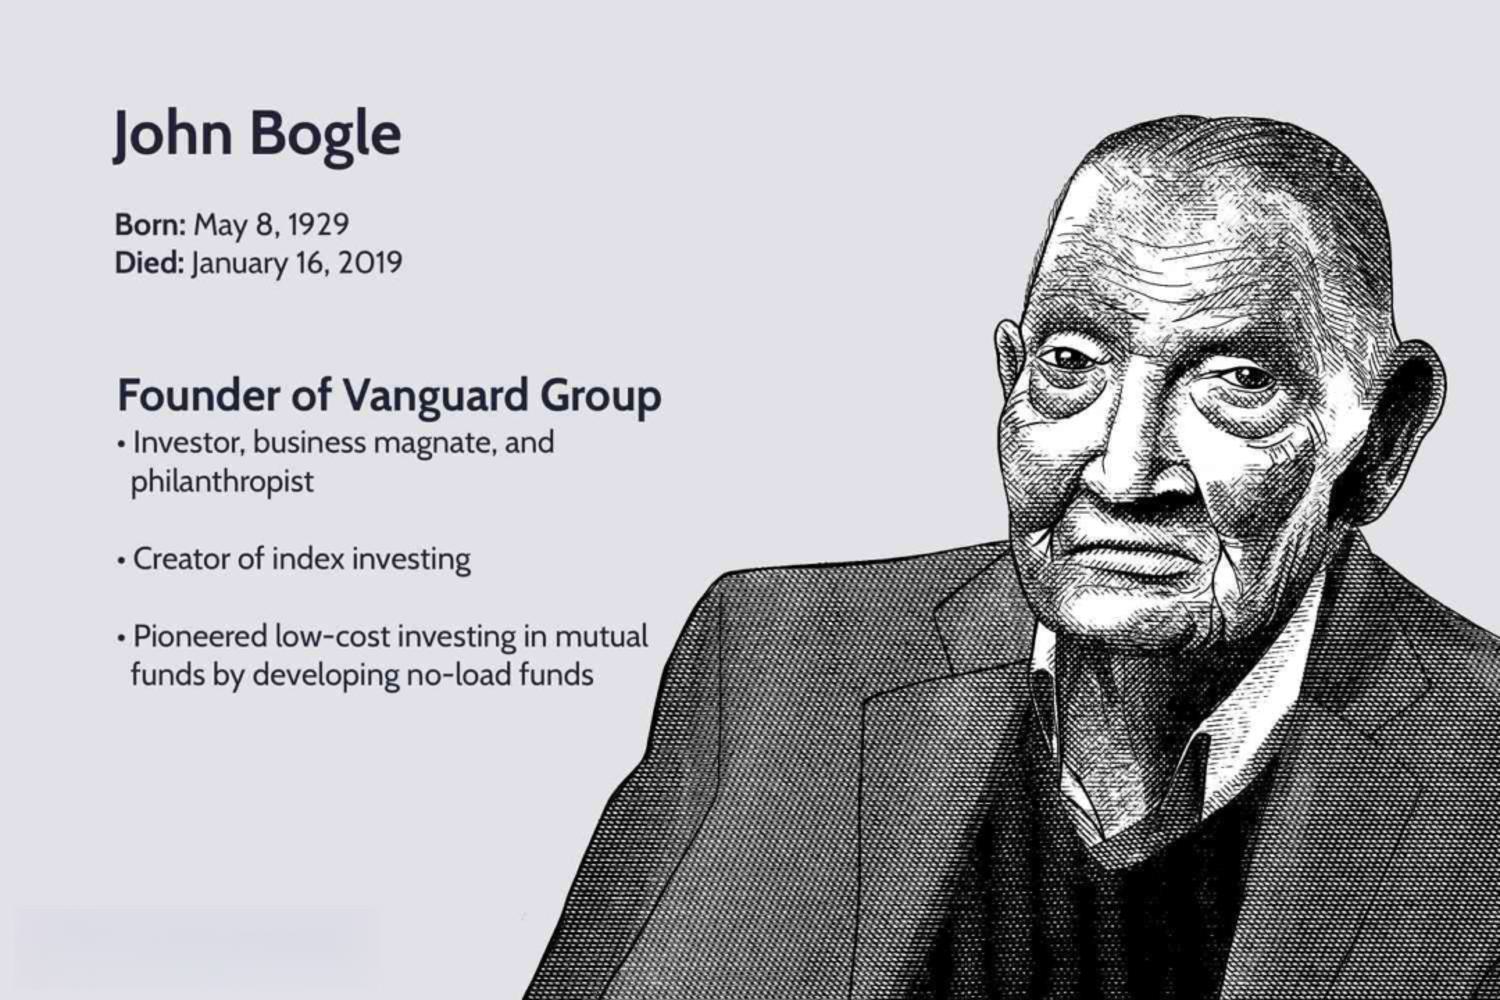 John Bogle
Born: May 8, 1929
Died: January 16, 2019
Founder of Vanguard Group
• Investor, business magnate, and
philanthropist
• Creator of index investing
• Pioneered low-cost investing in mutual
funds by developing no-load funds